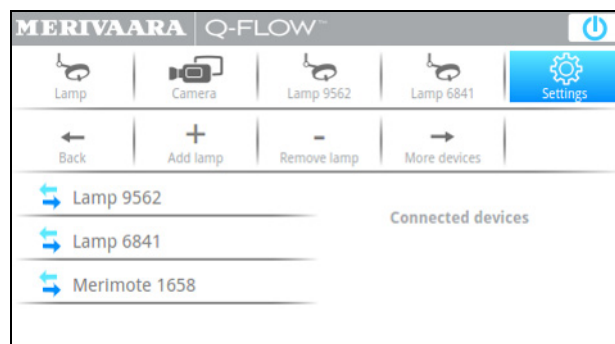 MERIVAARA Q-FLOW™
Lamp Camera Lamp 9562 Lamp 6841 Settings
Back Add lamp Remove lamp More devices
Lamp 9562
Connected devices
Lamp 6841
Merimote 1658